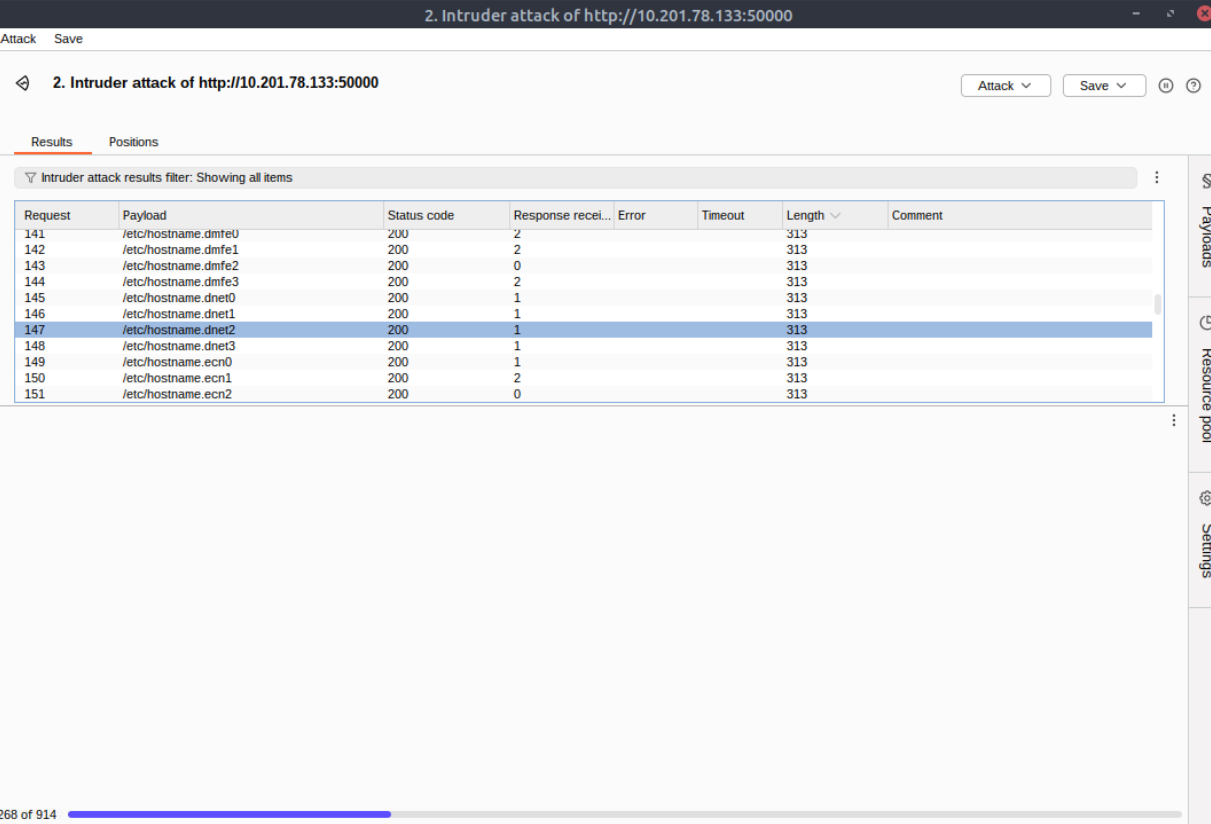 2. Intruder attack of http://10.201.78.133:50000
Attack Save
2. Intruder attack of http://10.201.78.133:50000
Attack Save
Results Positions
Intruder attack results filter: Showing all items
Request Payload Status code Response recei... Error Timeout Length Comment
141 /etc/hostname.dmfe0 200 2 313
142 /etc/hostname.dmfe1 200 2 313
143 /etc/hostname.dmfe2 200 0 313
144 /etc/hostname.dmfe3 200 2 313
145 /etc/hostname.dnet0 200 1 313
146 /etc/hostname.dnet1 200 1 313
147 /etc/hostname.dnet2 200 1 313
148 /etc/hostname.dnet3 200 1 313
149 /etc/hostname.ecn0 200 1 313
150 /etc/hostname.ecn1 200 2 313
151 /etc/hostname.ecn2 200 0 313
Payloads
Resource pool
Settings
268 of 914